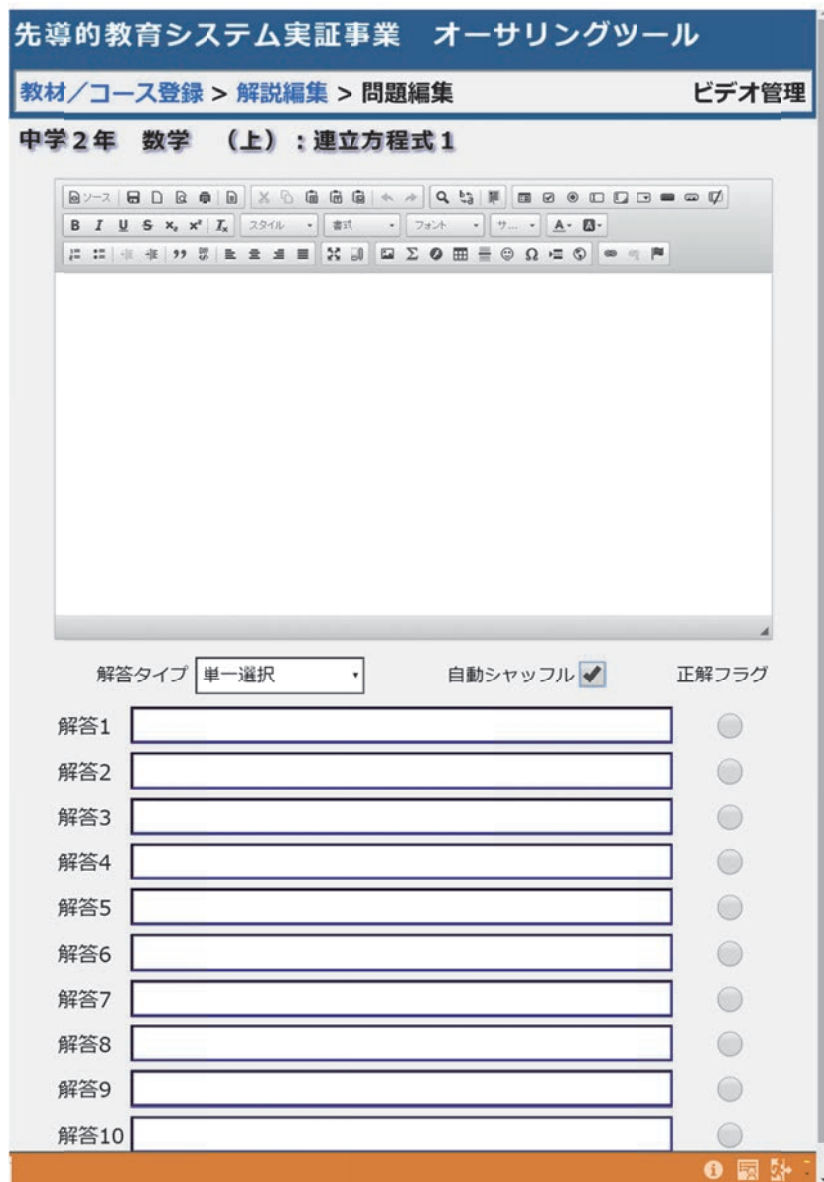 先導的教育システム実証事業　オーサリングツール
教材／コース登録 > 解説編集 > 問題編集 ビデオ管理
中学２年　数学　（上）：連立方程式１
ソース
B I U S x₂ x² Tx スタイル 書式 フォント サ... A A
解答タイプ 単一選択 自動シャッフル 正解フラグ
解答1
解答2
解答3
解答4
解答5
解答6
解答7
解答8
解答9
解答10